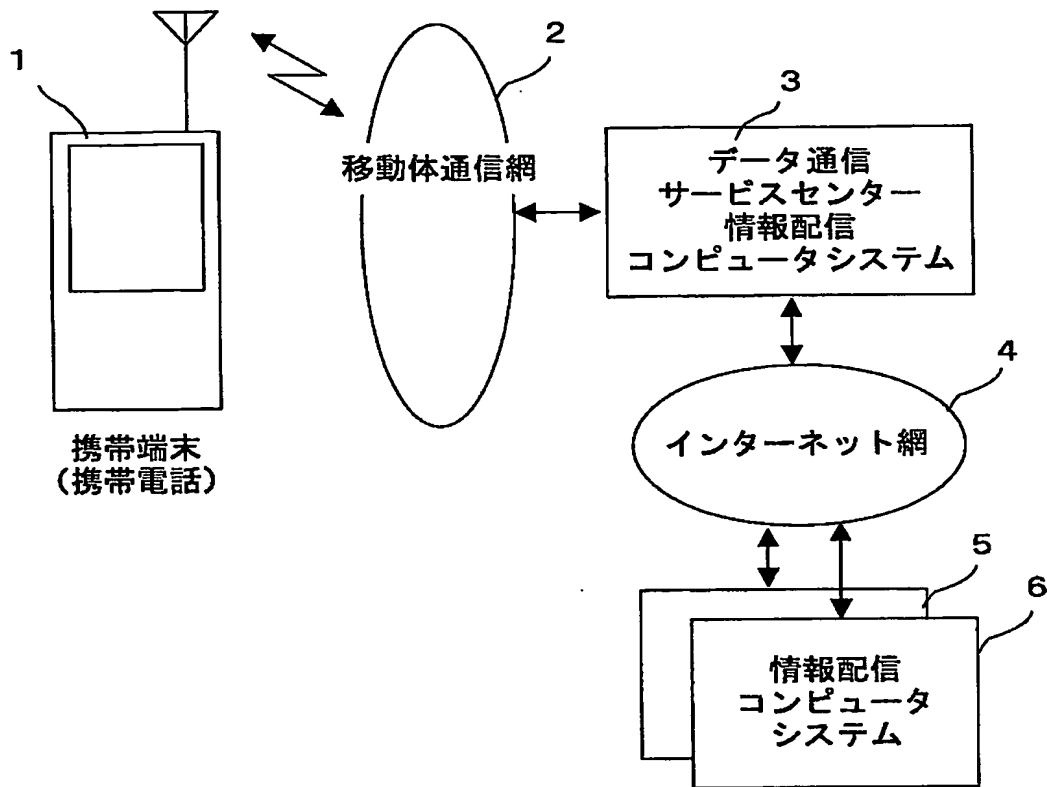 1
2
3
移動体通信網
データ通信
サービスセンター
情報配信
コンピュータシステム
4
携帯端末
(携帯電話)
インターネット網
5
6
情報配信
コンピュータ
システム